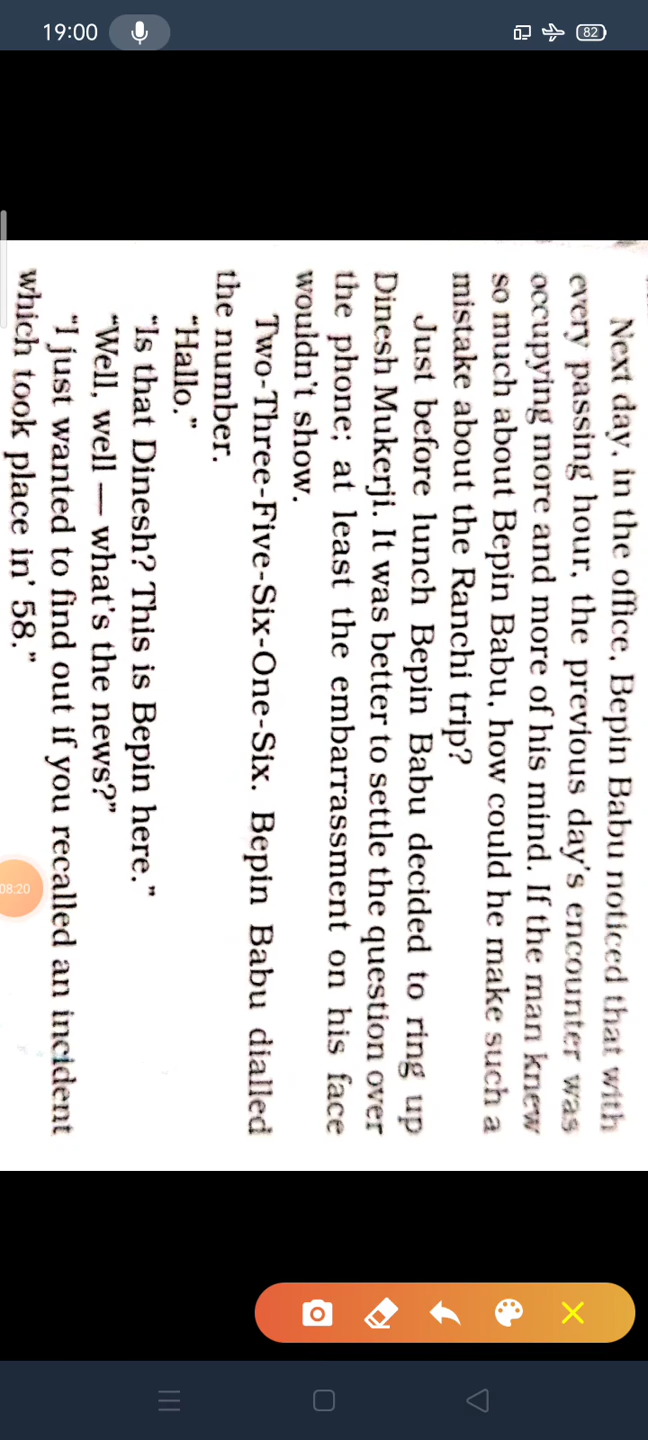 19:00
82
Next day, in the office, Bepin Babu noticed that with
every passing hour, the previous day's encounter was
occupying more and more of his mind. If the man knew
so much about Bepin Babu, how could he make such a
mistake about the Ranchi trip?
Just before lunch Bepin Babu decided to ring up
Dinesh Mukerji. It was better to settle the question over
the phone; at least the embarrassment on his face
wouldn't show.
Two-Three-Five-Six-One-Six. Bepin Babu dialled
the number.
"Hallo."
"Is that Dinesh? This is Bepin here."
"Well, well — what's the news?"
"I just wanted to find out if you recalled an incident
which took place in' 58."
08:20